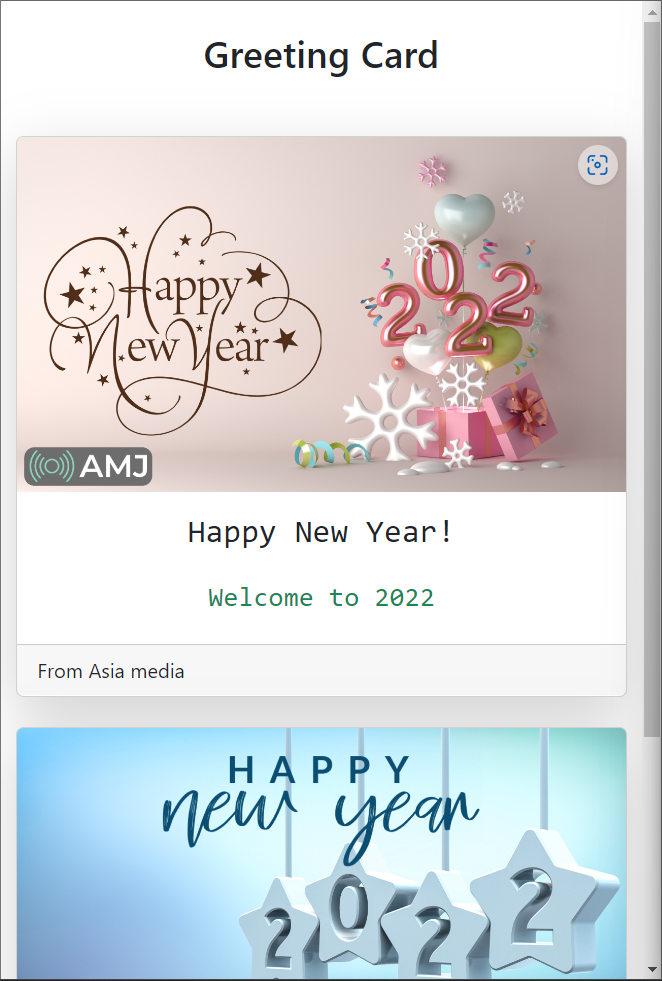 Greeting Card
Happy
New Year
2022
AMJ
Happy New Year!
Welcome to 2022
From Asia media
HAPPY
new year
2022